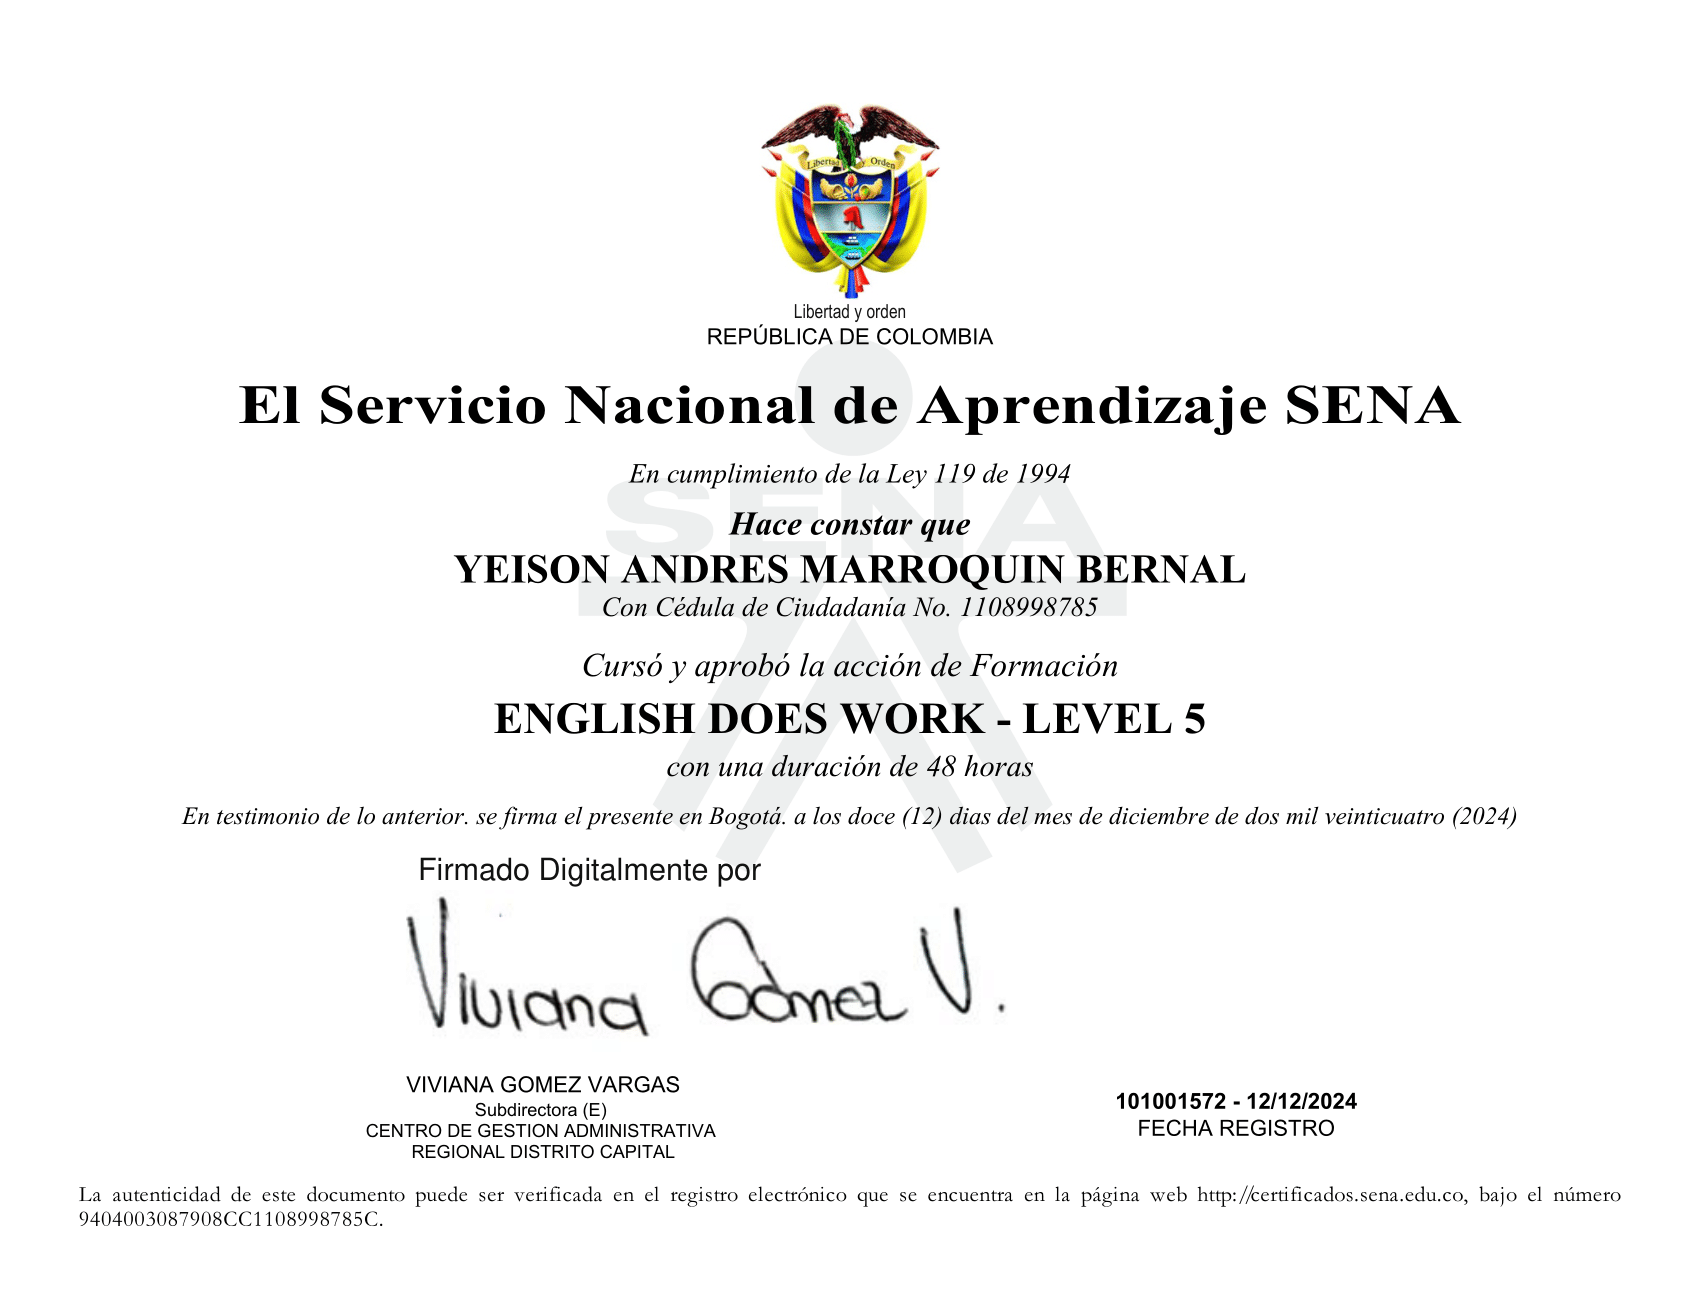 Libertad y Orden
Libertad y orden
REPÚBLICA DE COLOMBIA
El Servicio Nacional de Aprendizaje SENA
En cumplimiento de la Ley 119 de 1994
SENA
Hace constar que
YEISON ANDRES MARROQUIN BERNAL
Con Cédula de Ciudadanía No. 1108998785
Cursó y aprobó la acción de Formación
ENGLISH DOES WORK - LEVEL 5
con una duración de 48 horas
En testimonio de lo anterior. se firma el presente en Bogotá. a los doce (12) dias del mes de diciembre de dos mil veinticuatro (2024)
Firmado Digitalmente por
Viviana Gómez V.
VIVIANA GOMEZ VARGAS
Subdirectora (E)
CENTRO DE GESTION ADMINISTRATIVA
REGIONAL DISTRITO CAPITAL
101001572 - 12/12/2024
FECHA REGISTRO
La autenticidad de este documento puede ser verificada en el registro electrónico que se encuentra en la página web http://certificados.sena.edu.co, bajo el número
9404003087908CC1108998785C.